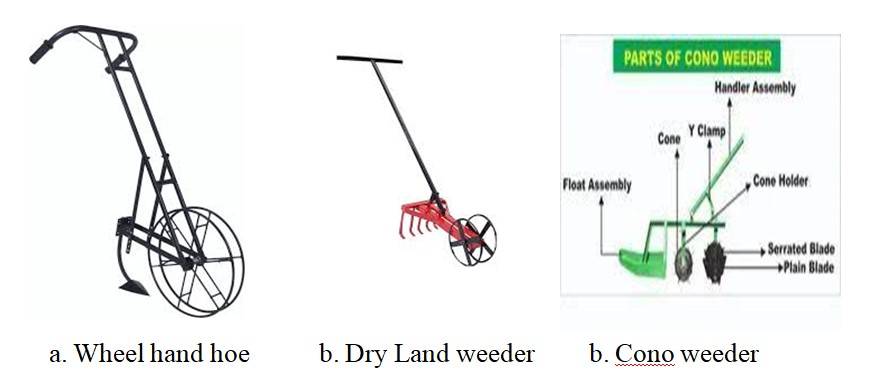 PARTS OF CONO WEEDER
Handler Assembly
Cone
Y Clamp
Float Assembly
Cone Holder
Serrated Blade
Plain Blade
a. Wheel hand hoe
b. Dry Land weeder
b. Cono weeder